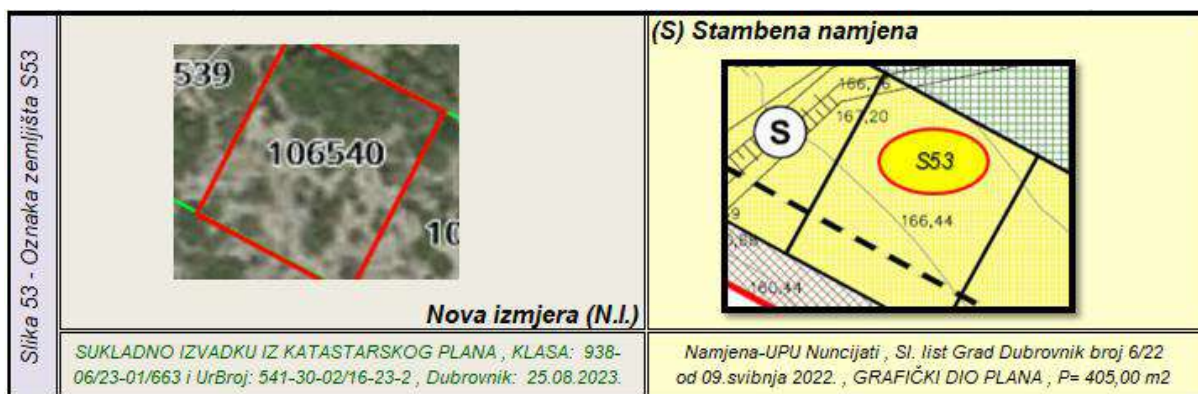 Slika 53 - Oznaka zemljišta S53
539
106540
10
Nova izmjera (N.I.)
(S) Stambena namjena
166,76
167,20
S
S53
166,44
160,44
SUKLADNO IZVADKU IZ KATASTARSKOG PLANA , KLASA: 938-
06/23-01/663 i UrBroj: 541-30-02/16-23-2 , Dubrovnik: 25.08.2023.
Namjena-UPU Nuncijati , Sl. list Grad Dubrovnik broj 6/22
od 09.svibnja 2022. , GRAFIČKI DIO PLANA , P= 405,00 m2